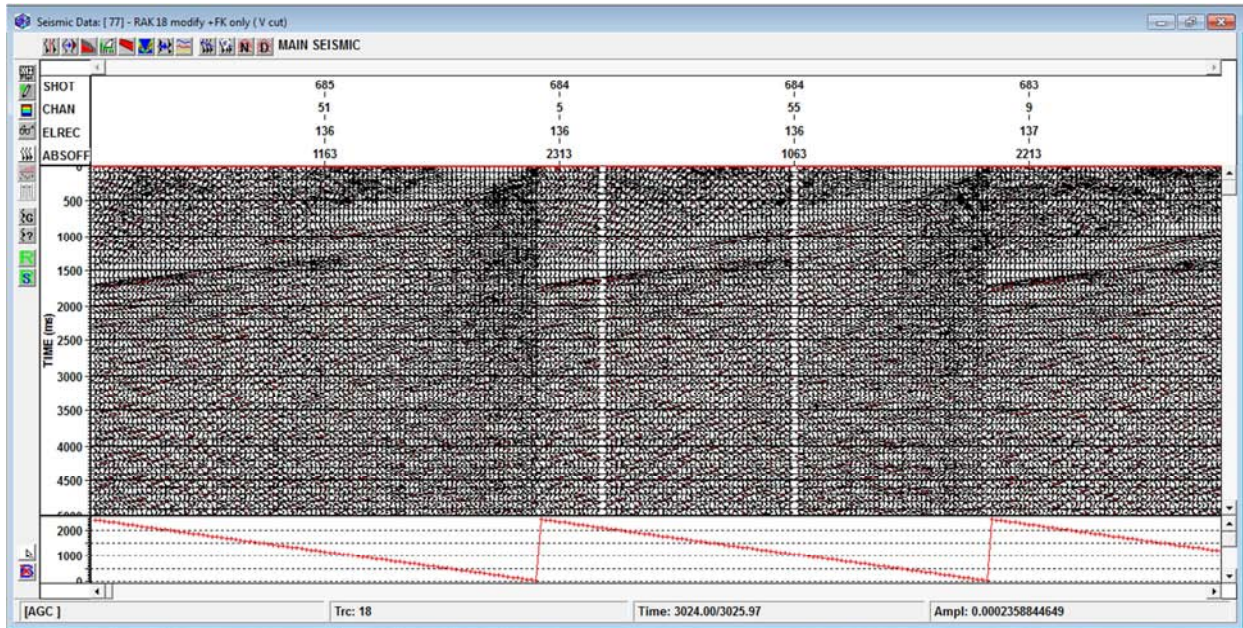 Seismic Data: [ 77] - RAK 18 modify +FK only ( V cut)
N D MAIN SEISMIC
SHOT 685 684 684 683
CHAN 51 5 55 9
ELREC 136 136 136 137
ABSOFF 1163 2313 1063 2213
0
500
1000
1500
2000
2500
3000
3500
4000
4500
5000
TIME (ms)
G
?
R
S
2000
1000
0
[AGC ] Trc: 18 Time: 3024.00/3025.97 Ampl: 0.0002358844649